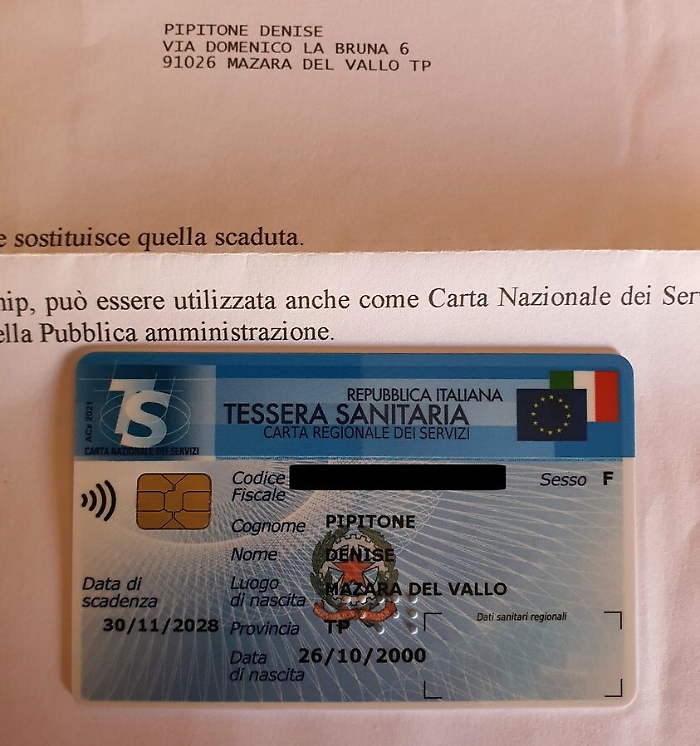 PIPITONE DENISE
VIA DOMENICO LA BRUNA 6
91026 MAZARA DEL VALLO TP
e sostituisce quella scaduta.
hip, può essere utilizzata anche come Carta Nazionale dei Ser
ella Pubblica amministrazione.
TS
ACx 2021
CARTA NAZIONALE DEI SERVIZI
REPUBBLICA ITALIANA
TESSERA SANITARIA
CARTA REGIONALE DEI SERVIZI
Codice Fiscale
Sesso F
Cognome PIPITONE
Nome DENISE
Luogo di nascita MAZARA DEL VALLO
Provincia TP
Data di nascita 26/10/2000
Data di scadenza
30/11/2028
Dati sanitari regionali